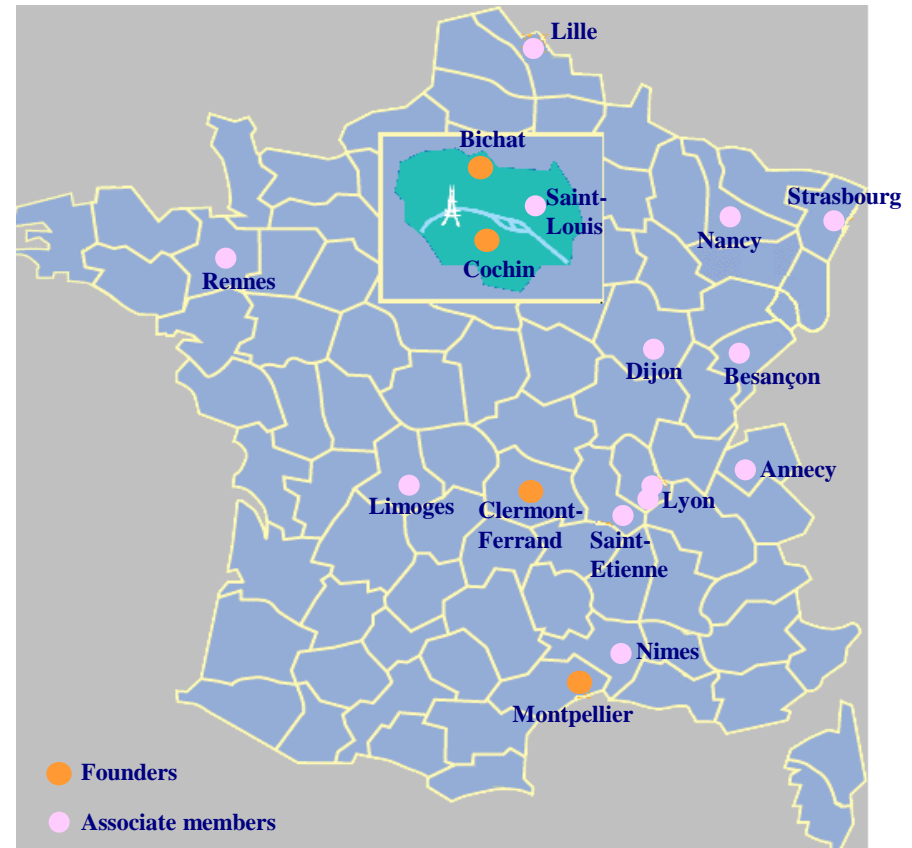 Lille
Bichat
Strasbourg
Saint-
Louis
Nancy
Cochin
Rennes
Dijon
Besançon
Annecy
Limoges
Clermont-
Ferrand
Lyon
Saint-
Etienne
Nimes
Montpellier
Founders
Associate members